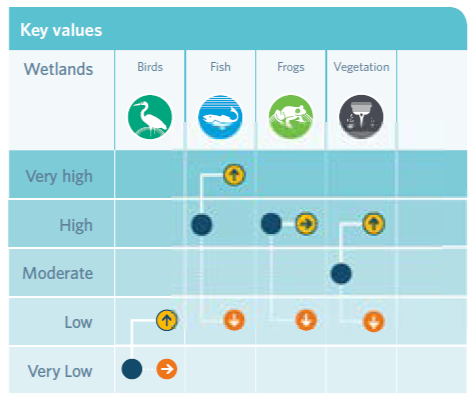 Key values
Wetlands Birds Fish Frogs Vegetation
Very high
High
Moderate
Low
Very Low